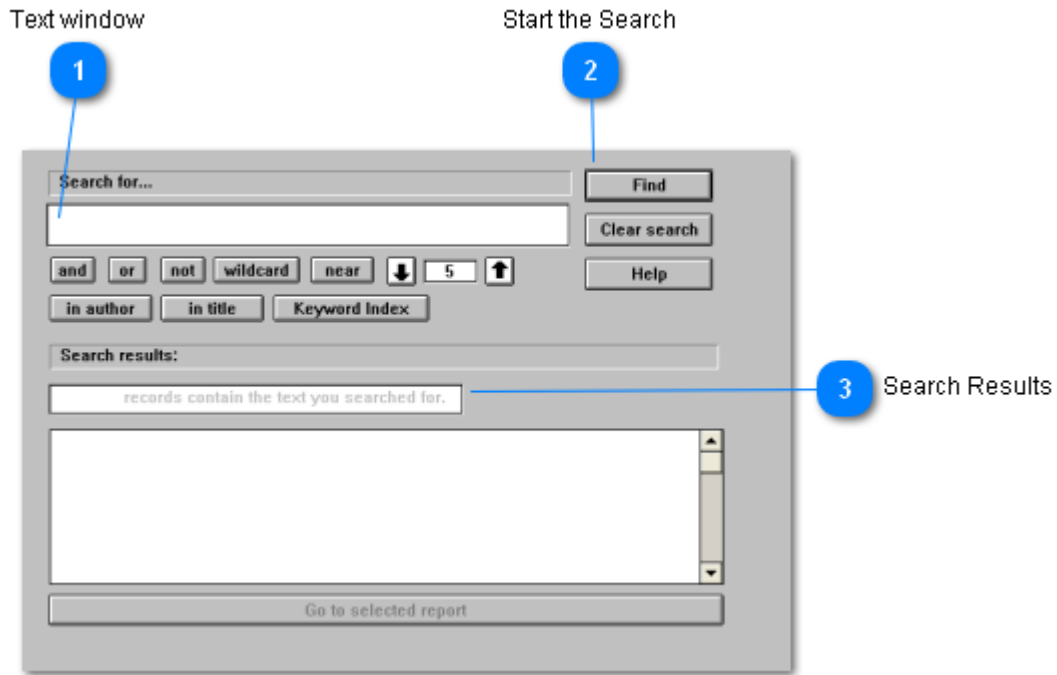 Text window
Start the Search
1
2
Search for...
Find
Clear search
and or not wildcard near 5
Help
in author in title Keyword Index
Search results:
3 Search Results
records contain the text you searched for.
Go to selected report